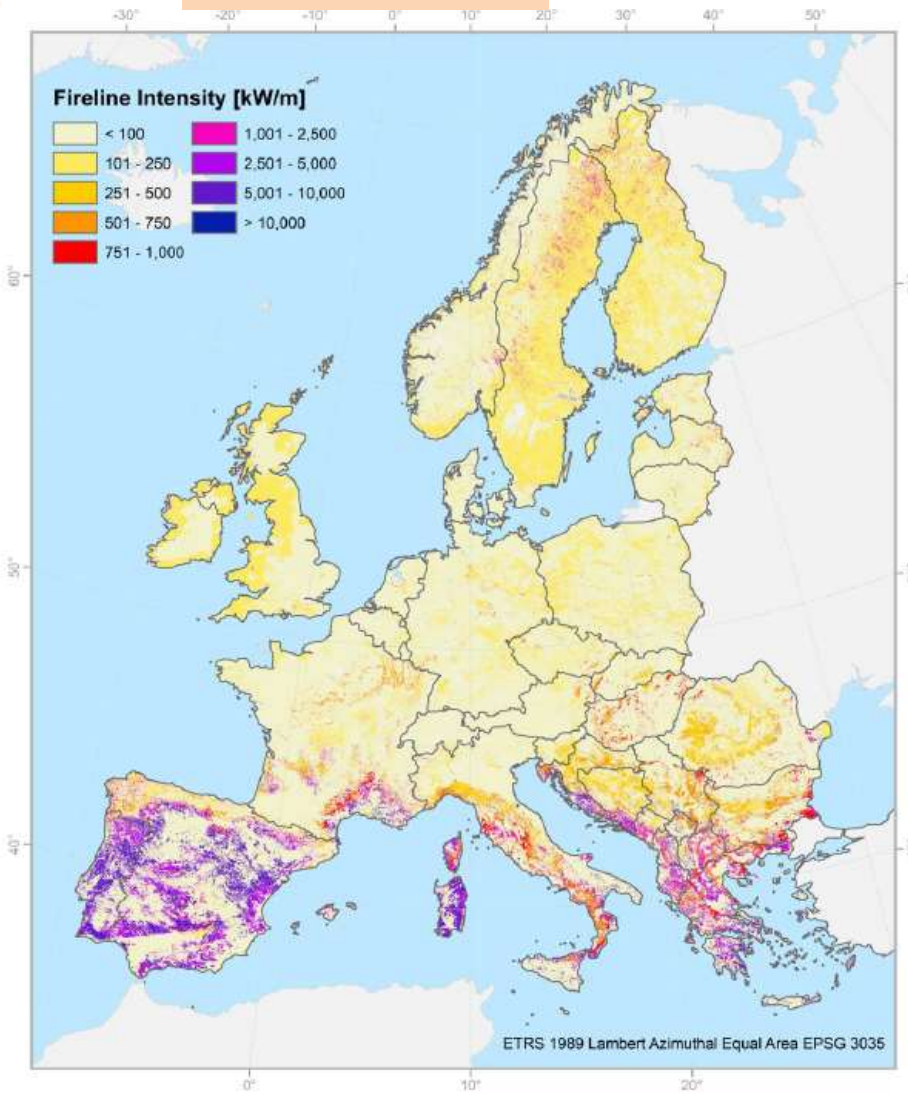 -30° -20° -10° 0° 10° 20° 30° 40° 50°
Fireline Intensity [kW/m]
< 100
101 - 250
251 - 500
501 - 750
751 - 1,000
1,001 - 2,500
2,501 - 5,000
5,001 - 10,000
> 10,000
60°
50°
40°
ETRS 1989 Lambert Azimuthal Equal Area EPSG 3035
0° 10° 20°